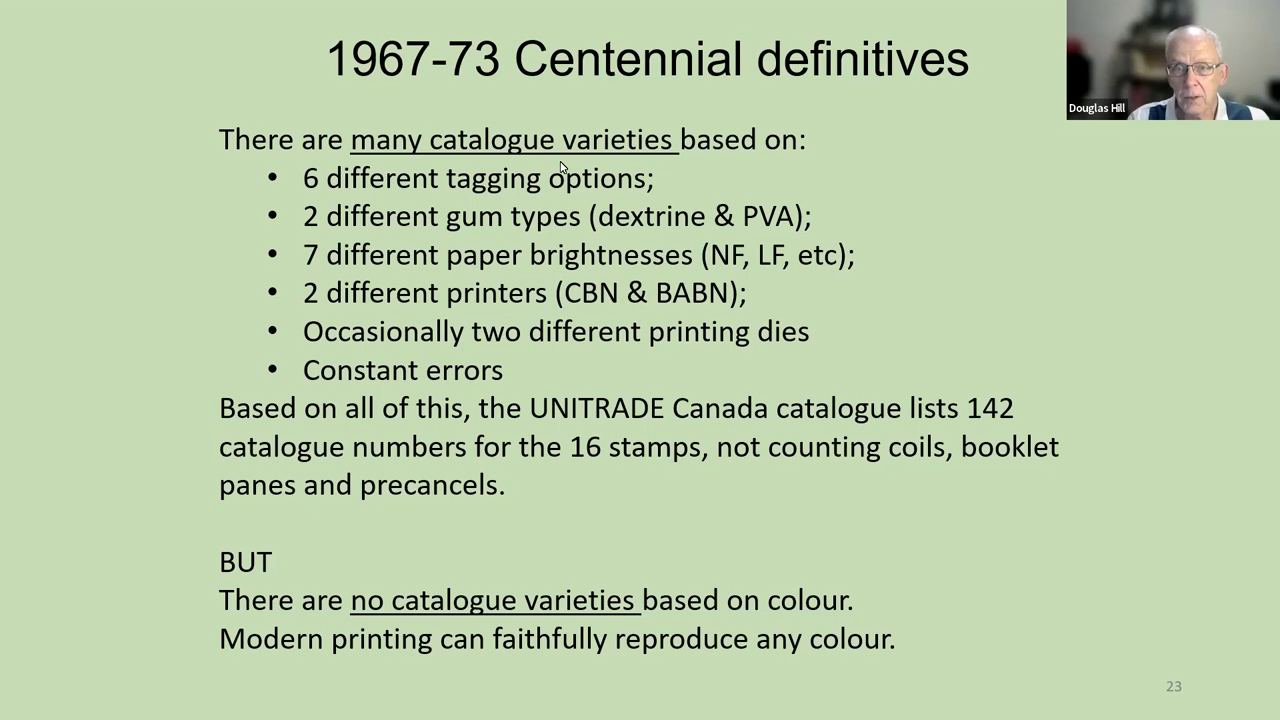 1967-73 Centennial definitives
Douglas Hill
There are many catalogue varieties based on:
• 6 different tagging options;
• 2 different gum types (dextrine & PVA);
• 7 different paper brightnesses (NF, LF, etc);
• 2 different printers (CBN & BABN);
• Occasionally two different printing dies
• Constant errors
Based on all of this, the UNITRADE Canada catalogue lists 142
catalogue numbers for the 16 stamps, not counting coils, booklet
panes and precancels.
BUT
There are no catalogue varieties based on colour.
Modern printing can faithfully reproduce any colour.
23